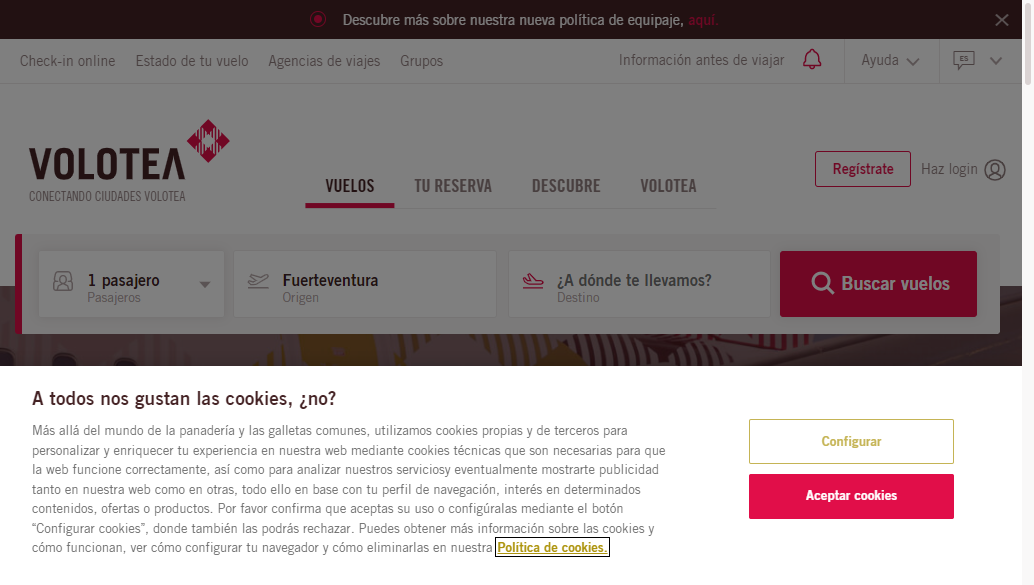 Descubre más sobre nuestra nueva política de equipaje, aquí.
Check-in online Estado de tu vuelo Agencias de viajes Grupos Información antes de viajar Ayuda ES
VOLOTEA
CONECTANDO CIUDADES VOLOTEA
VUELOS TU RESERVA DESCUBRE VOLOTEA
Regístrate Haz login
1 pasajero
Pasajeros
Fuerteventura
Origen
¿A dónde te llevamos?
Destino
Buscar vuelos
A todos nos gustan las cookies, ¿no?
Más allá del mundo de la panadería y las galletas comunes, utilizamos cookies propias y de terceros para
personalizar y enriquecer tu experiencia en nuestra web mediante cookies técnicas que son necesarias para que
la web funcione correctamente, así como para analizar nuestros serviciosy eventualmente mostrarte publicidad
tanto en nuestra web como en otras, todo ello en base con tu perfil de navegación, interés en determinados
contenidos, ofertas o productos. Por favor confirma que aceptas su uso o configúralas mediante el botón
“Configurar cookies”, donde también las podrás rechazar. Puedes obtener más información sobre las cookies y
cómo funcionan, ver cómo configurar tu navegador y cómo eliminarlas en nuestra Política de cookies.
Configurar
Aceptar cookies